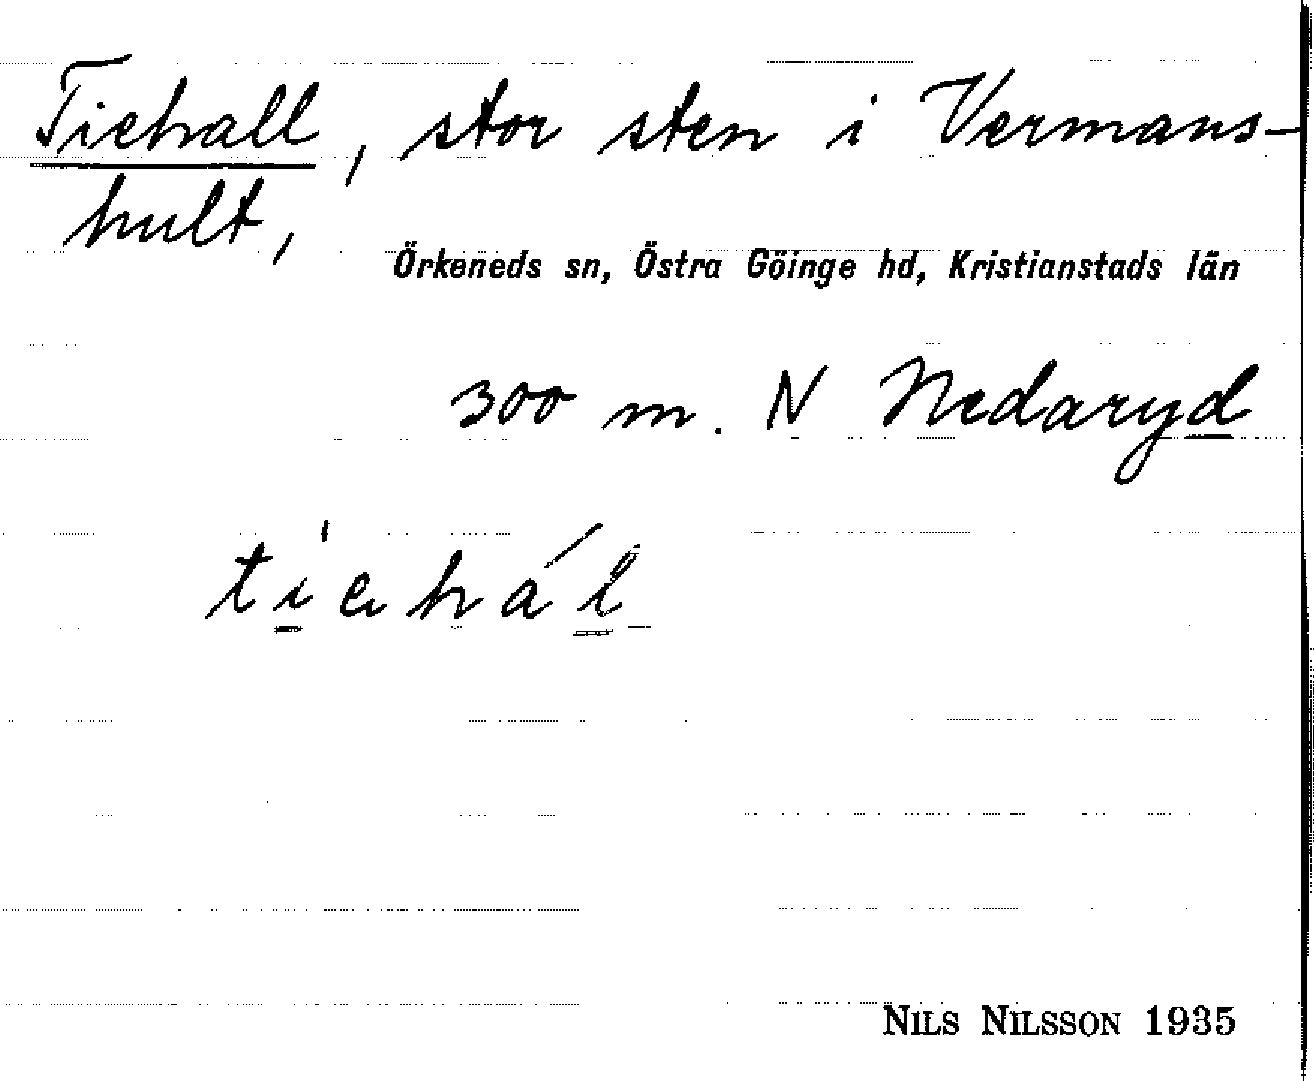 Tiehall, stor sten i Vermans-
hult,
Örkeneds sn, Östra Göinge hd, Kristianstads län
300 m. N Nedaryd
tiehál
NILS NILSSON 1935